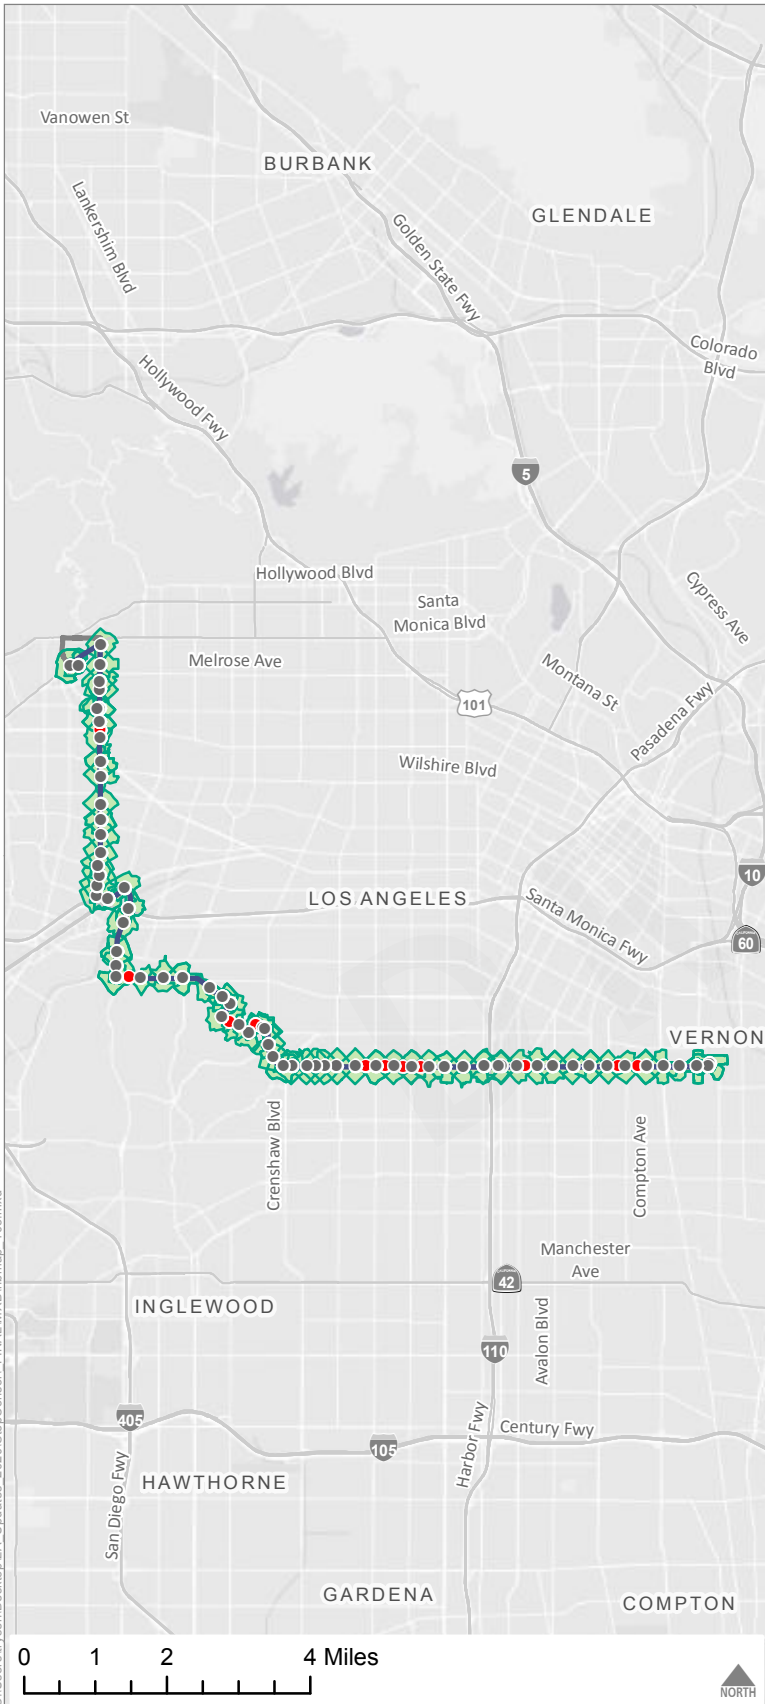 Vanowen St
BURBANK
Lankershim Blvd
GLENDALE
Golden State Fwy
Colorado
Blvd
Hollywood Fwy
5
Hollywood Blvd
Santa
Monica Blvd
Cypress Ave
Melrose Ave
Montana St
101
Pasadena Fwy
Wilshire Blvd
10
LOS ANGELES
Santa Monica Fwy
60
VERNON
Crenshaw Blvd
Compton Ave
Manchester
Ave
42
INGLEWOOD
Avalon Blvd
110
405
Harbor Fwy
Century Fwy
105
San Diego Fwy
HAWTHORNE
GARDENA
COMPTON
0 1 2 4 Miles
NORTH